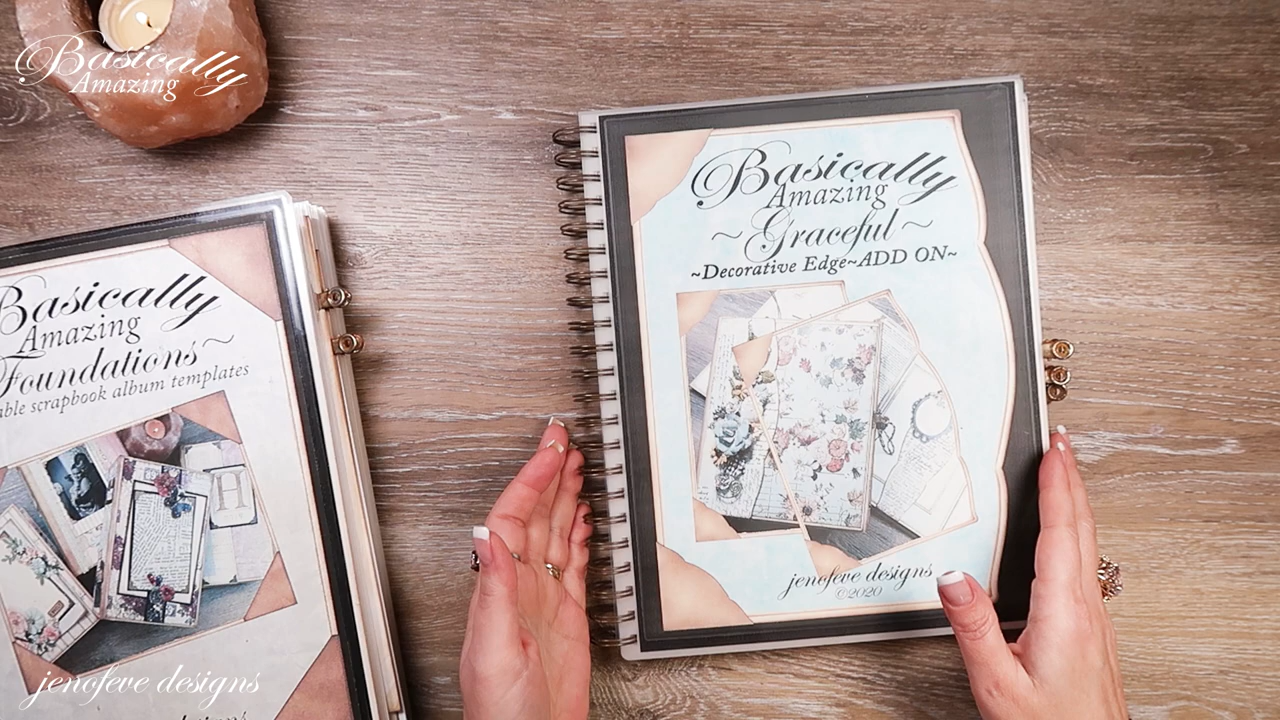 Basically
Amazing
Basically
Amazing
~Graceful~
~Decorative Edge~ADD ON~
jenofeve designs
©2020
Basically
Amazing
Foundations~
able scrapbook album templates
jenofeve designs